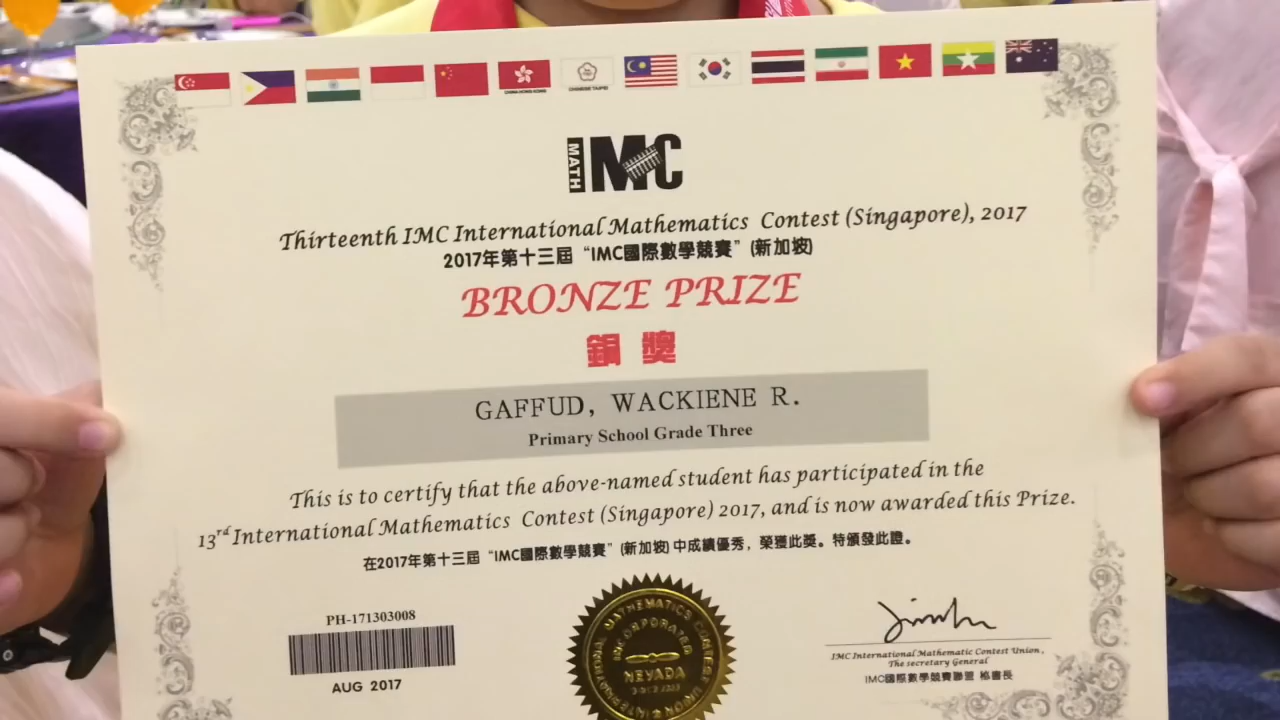 CHINA HONG KONG
CHINESE TAIPEI
MATH IMC
Thirteenth IMC International Mathematics Contest (Singapore), 2017
2017年第十三屆“IMC國際數學競賽”(新加坡)
BRONZE PRIZE
銅 獎
GAFFUD, WACKIENE R.
Primary School Grade Three
This is to certify that the above-named student has participated in the
13rd International Mathematics Contest (Singapore) 2017, and is now awarded this Prize.
在2017年第十三屆“IMC國際數學競賽”(新加坡)中成績優秀，榮獲此獎。特頒發此證。
PH-171303008
AUG 2017
INTERNATIONAL MATHEMATICS CONTEST UNION
INCORPORATED
NEVADA
IMC International Mathematic Contest Union,
The secretary General
IMC國際數學競賽聯盟 秘書長